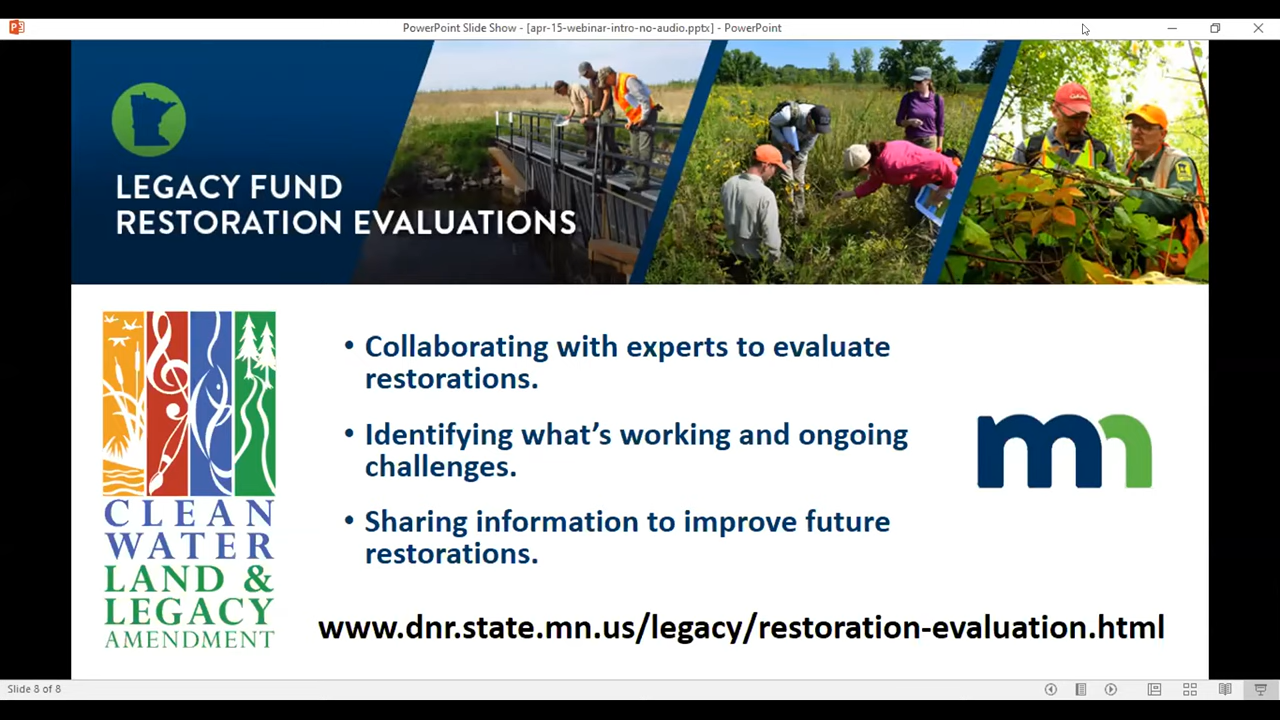 PowerPoint Slide Show - [apr-15-webinar-intro-no-audio.pptx] - PowerPoint
LEGACY FUND
RESTORATION EVALUATIONS
• Collaborating with experts to evaluate
restorations.
• Identifying what's working and ongoing
challenges.
• Sharing information to improve future
restorations.
CLEAN
WATER
LAND &
LEGACY
AMENDMENT
mn
www.dnr.state.mn.us/legacy/restoration-evaluation.html
Slide 8 of 8